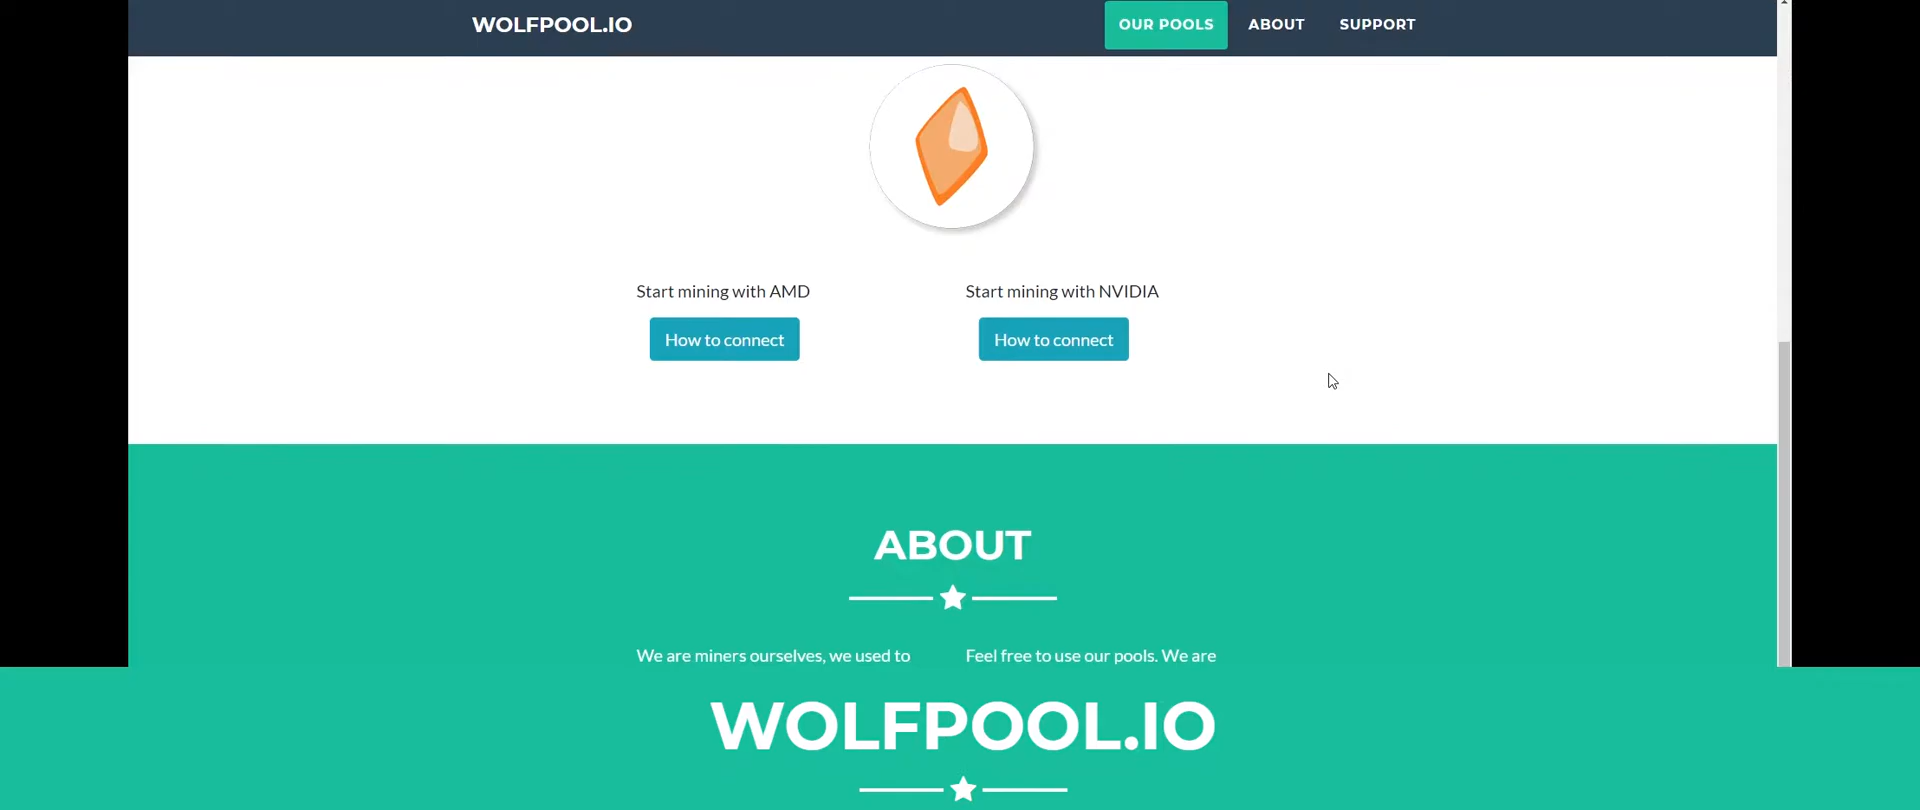 WOLFPOOL.IO
OUR POOLS ABOUT SUPPORT
Start mining with AMD
Start mining with NVIDIA
How to connect
How to connect
ABOUT
We are miners ourselves, we used to
Feel free to use our pools. We are
WOLFPOOL.IO